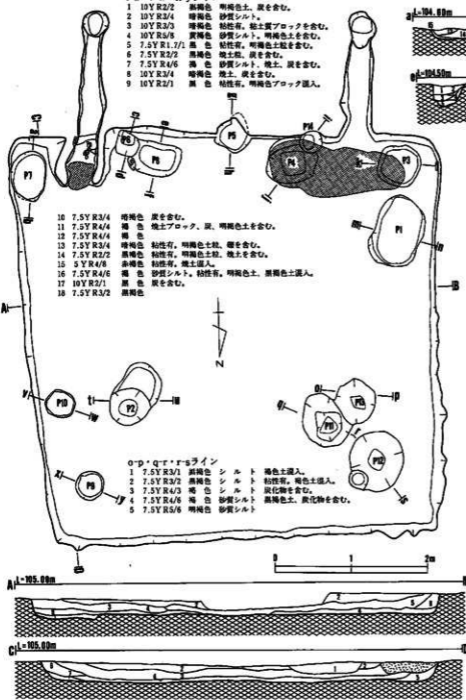 1 10YR2/2 黒褐色 明褐色土、炭を含む。
2 10YR3/4 暗褐色 砂質シルト。
3 10YR3/3 暗褐色 粘性有。粘土質ブロックを含む。
4 10YR5/8 黄褐色 砂質シルト、明褐色土を含む。
5 7.5YR1.7/1 黒色 粘性有。明褐色土粒を含む。
6 7.5YR2/2 黒褐色 焼土粒、炭を含む。
7 7.5YR4/6 褐色 砂質シルト、焼土、炭を含む。
8 10YR3/4 暗褐色 焼土、炭を含む。
9 10YR2/1 黒色 粘性有。明褐色ブロック混入。
L=104.80m
L=104.50m
P5
P14
P7
P8
P3
P1
10 7.5YR3/4 暗褐色 炭を含む。
11 7.5YR4/4 褐色 焼土ブロック、炭、明褐色土を含む。
12 7.5YR4/4 褐色
13 7.5YR3/4 暗褐色 粘性有。明褐色土粒、礫を含む。
14 7.5YR2/2 黒褐色 粘性有。明褐色土粒、焼土を含む。
15 5YR4/8 赤褐色 粘性有。焼土混入。
16 7.5YR4/6 褐色 砂質シルト。粘性有。明褐色土、黒褐色土混入。
17 10YR2/1 黒色 炭を含む。
18 7.5YR3/2 黒褐色
A
B
N
P10
P2
P13
P11
P12
P9
o-p・q-r・r-sライン
1 7.5YR3/1 黒褐色 シルト 褐色土混入。
2 7.5YR3/2 黒褐色 シルト 粘性有。褐色土混入。
3 7.5YR4/3 褐色 シルト 炭化物を含む。
4 7.5YR4/6 褐色 砂質シルト 黒褐色土、炭化物を含む。
5 7.5YR5/6 明褐色 砂質シルト
0 1 2m
A L=105.00m
C L=105.00m